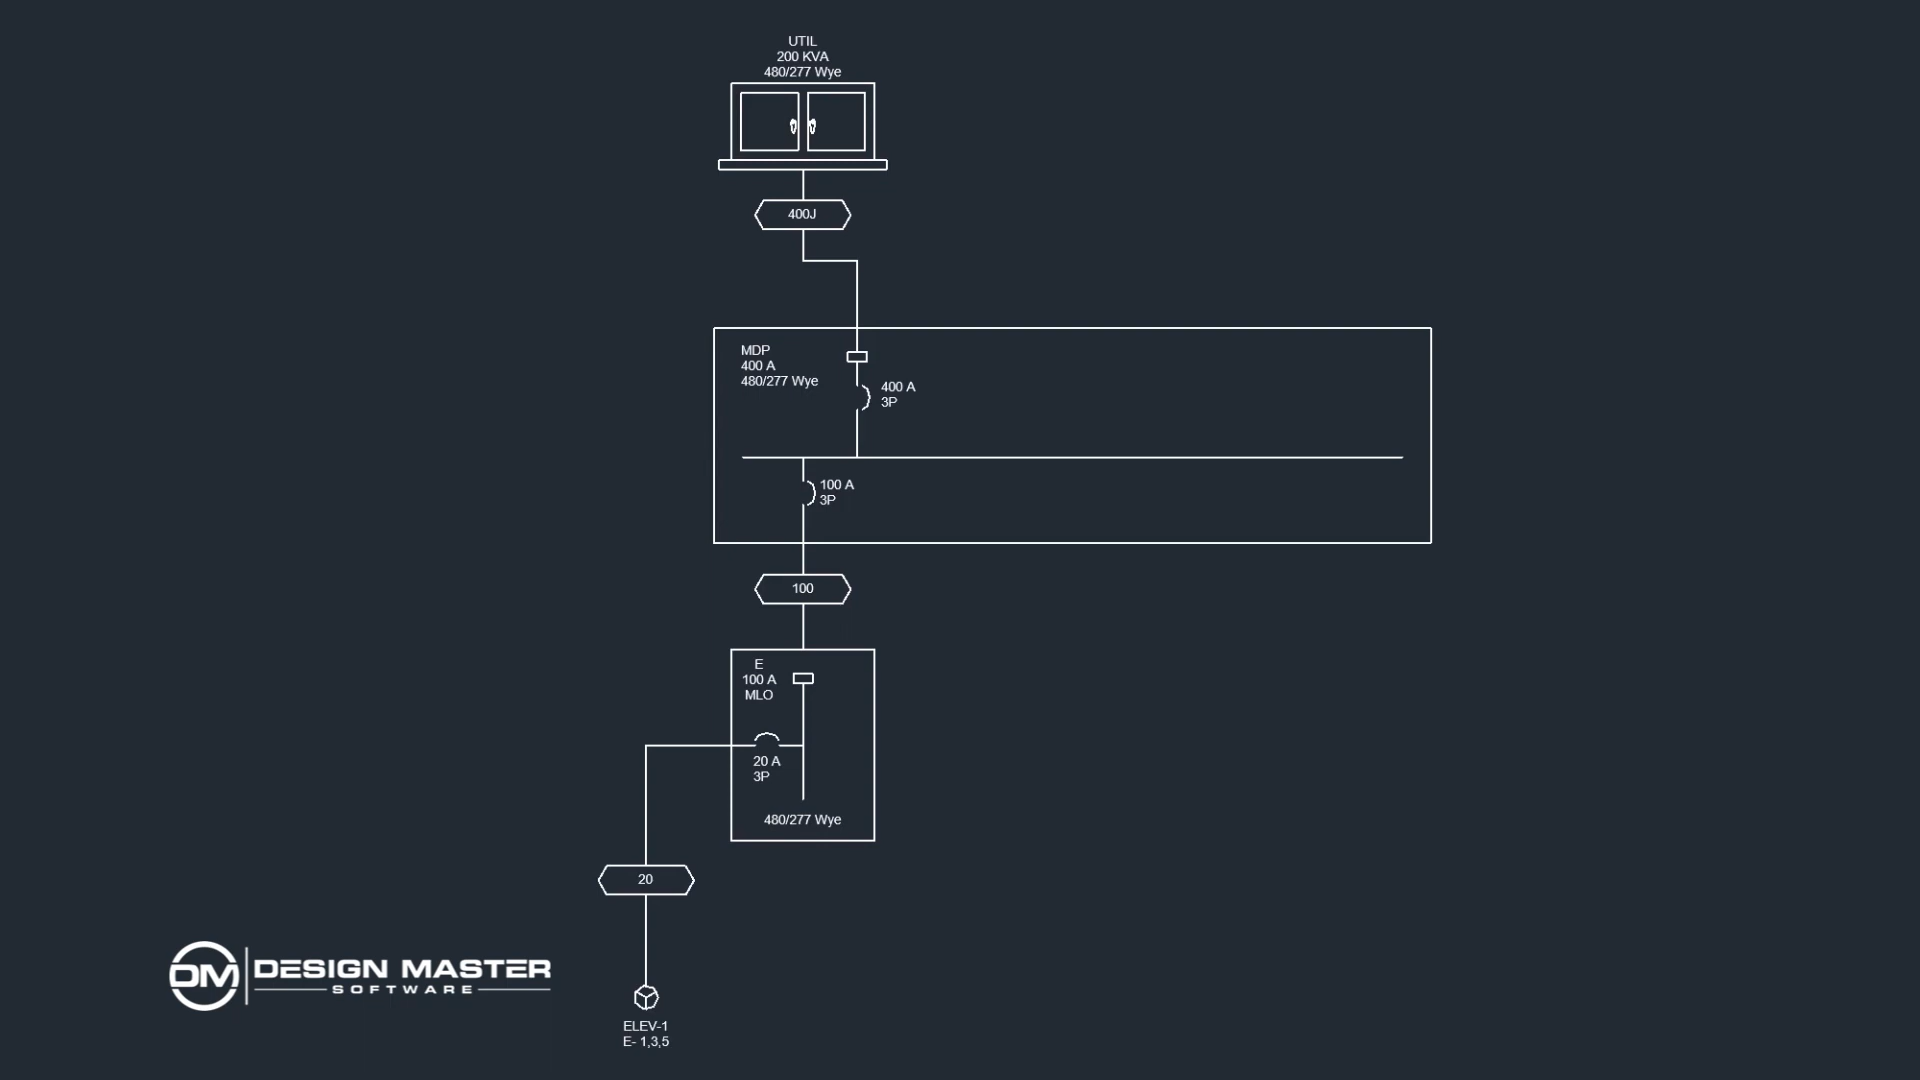 UTIL
200 KVA
480/277 Wye
400J
MDP
400 A
480/277 Wye
400 A
3P
100 A
3P
100
E
100 A
MLO
20 A
3P
480/277 Wye
20
DM
DESIGN MASTER
SOFTWARE
ELEV-1
E- 1,3,5